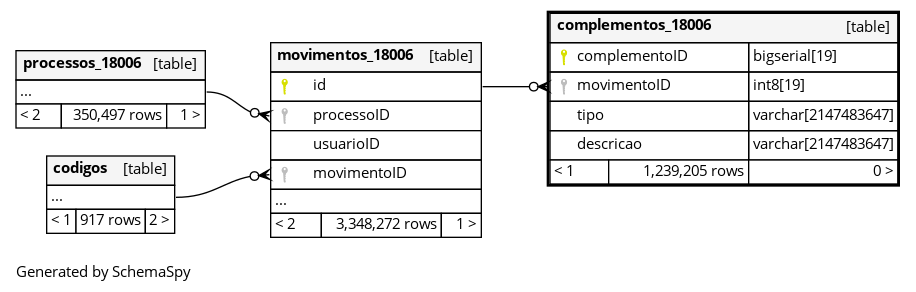 processos_18006 [table]
...
< 2 350,497 rows 1 >
codigos [table]
...
< 1 917 rows 2 >
movimentos_18006 [table]
id
processoID
usuarioID
movimentoID
...
< 2 3,348,272 rows 1 >
complementos_18006 [table]
complementoID bigserial[19]
movimentoID int8[19]
tipo varchar[2147483647]
descricao varchar[2147483647]
< 1 1,239,205 rows 0 >
Generated by SchemaSpy